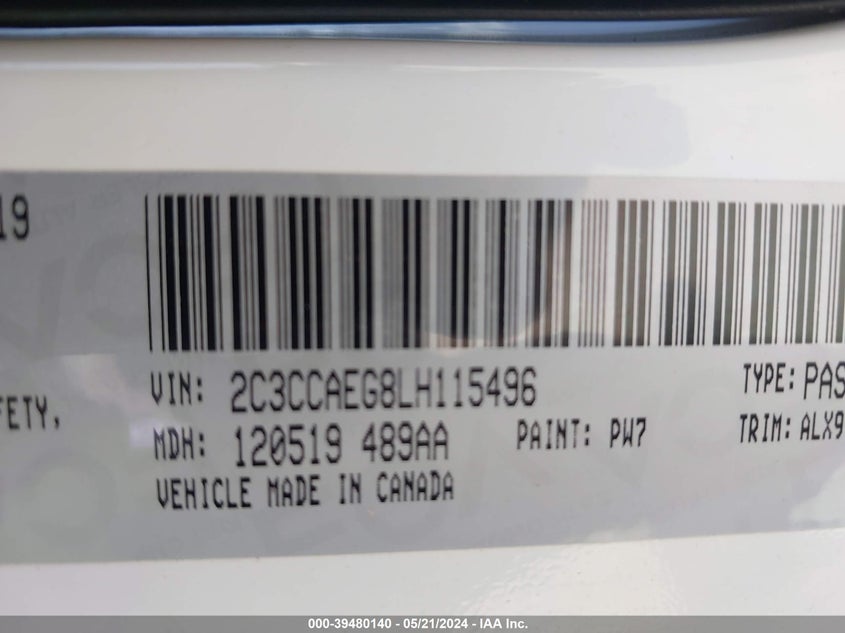 19
VIN: 2C3CCAEG8LH115496 TYPE: PAS
FETY,
MDH: 120519 489AA PAINT: PW7 TRIM: ALX9
VEHICLE MADE IN CANADA
000-39480140 - 05/21/2024 - IAA Inc.